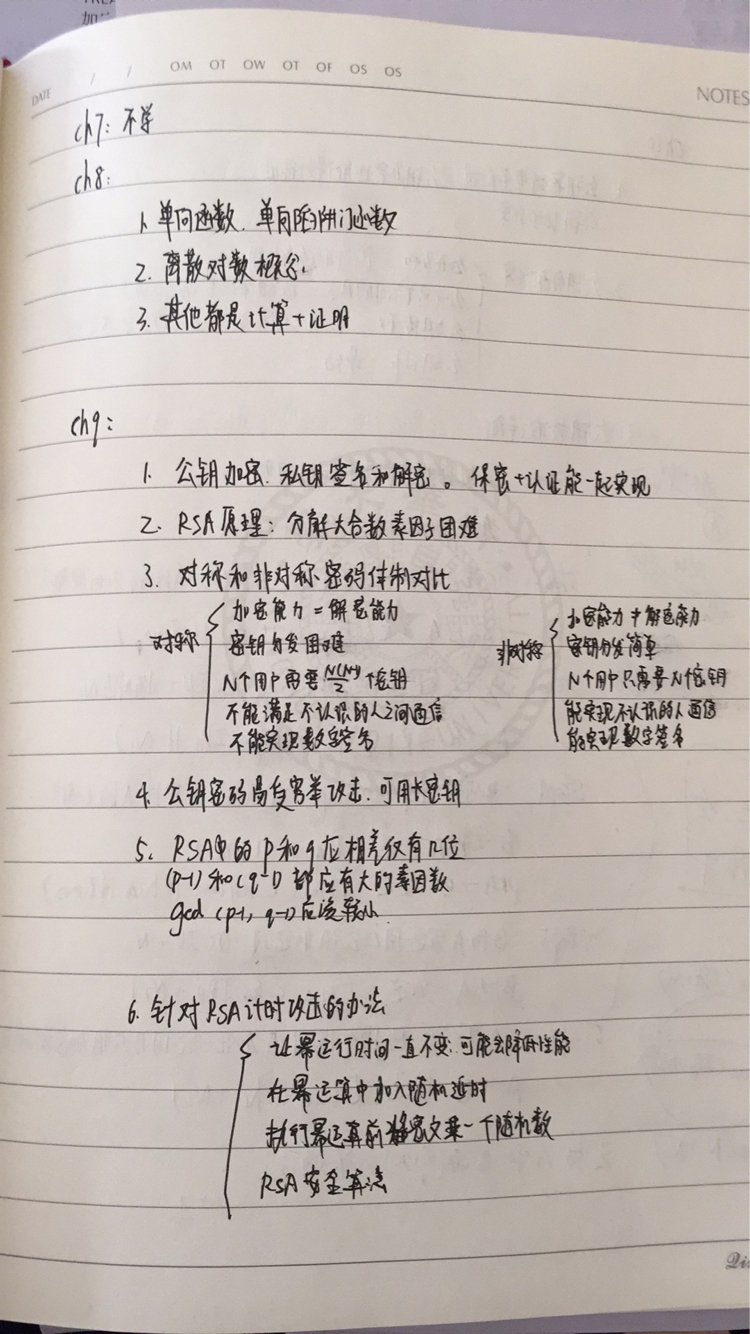 加
DATE / / OM OT OW OT OF OS OS
NOTES
ch7: 不学
ch8:
1. 单向函数、单向陷阱门函数
2. 离散对数概念.
3. 其他都是计算+证明
ch9:
1. 公钥加密、私钥签名和解密。保密+认证能一起实现
2. RSA原理: 分解大合数素因子困难
3. 对称和非对称密码体制对比
对称
加密能力=解密能力
密钥分发困难
N个用户需要N(N-1)/2个密钥
不能满足不认识的人之间通信
不能实现数字签名
非对称
加密能力≠解密能力
密钥分发简单
N个用户只需要N个密钥
能实现不认识的人通信
能实现数字签名
4. 公钥密码易受穷举攻击、可用长密钥
5. RSA中的p和q应相差仅有几位
(p-1)和(q-1)都应有大的素因数
gcd(p-1, q-1)应该较小.
6. 针对RSA计时攻击的办法
让幂运行时间一直不变、可能会降低性能
在幂运算中加入随机延时
执行幂运算前将密文乘一个随机数
RSA安全算法